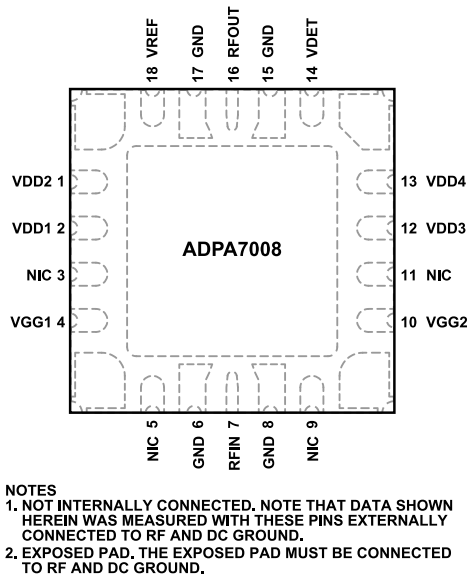 18 VREF
17 GND
16 RFOUT
15 GND
14 VDET
VDD2 1
VDD1 2
NIC 3
VGG1 4
ADPA7008
13 VDD4
12 VDD3
11 NIC
10 VGG2
NIC 5
GND 6
RFIN 7
GND 8
NIC 9
NOTES
1. NOT INTERNALLY CONNECTED. NOTE THAT DATA SHOWN
HEREIN WAS MEASURED WITH THESE PINS EXTERNALLY
CONNECTED TO RF AND DC GROUND.
2. EXPOSED PAD. THE EXPOSED PAD MUST BE CONNECTED
TO RF AND DC GROUND.